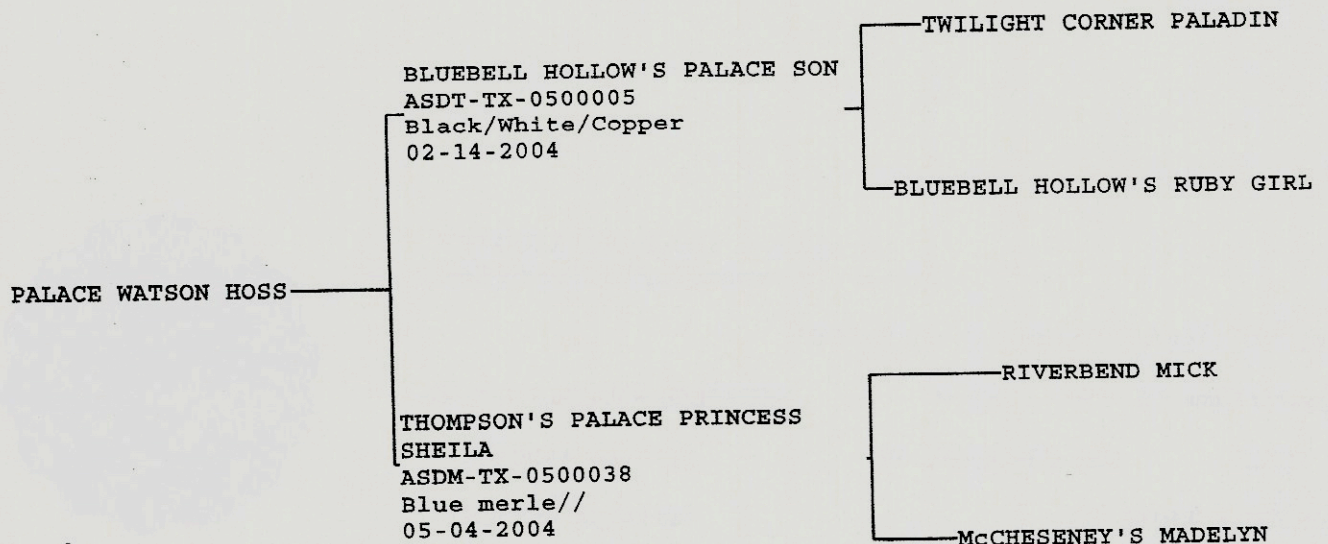 TWILIGHT CORNER PALADIN
BLUEBELL HOLLOW'S PALACE SON
ASDT-TX-0500005
Black/White/Copper
02-14-2004
BLUEBELL HOLLOW'S RUBY GIRL
PALACE WATSON HOSS
RIVERBEND MICK
THOMPSON'S PALACE PRINCESS
SHEILA
ASDM-TX-0500038
Blue merle//
05-04-2004
McCHESENEY'S MADELYN